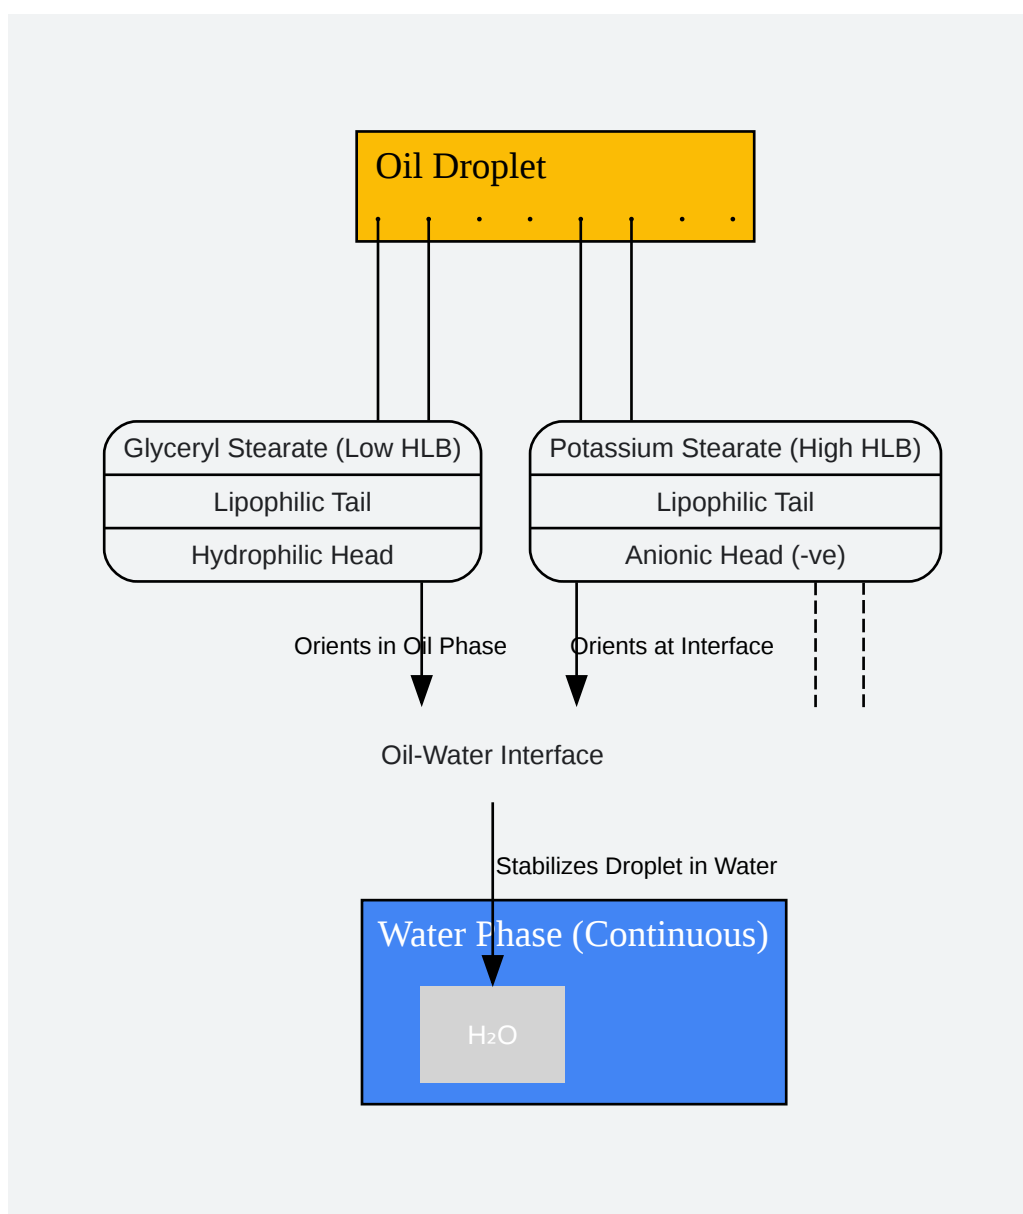 Oil Droplet
Glyceryl Stearate (Low HLB)
Lipophilic Tail
Hydrophilic Head
Potassium Stearate (High HLB)
Lipophilic Tail
Anionic Head (-ve)
Orients in Oil Phase
Orients at Interface
Oil-Water Interface
Stabilizes Droplet in Water
Water Phase (Continuous)
H₂O